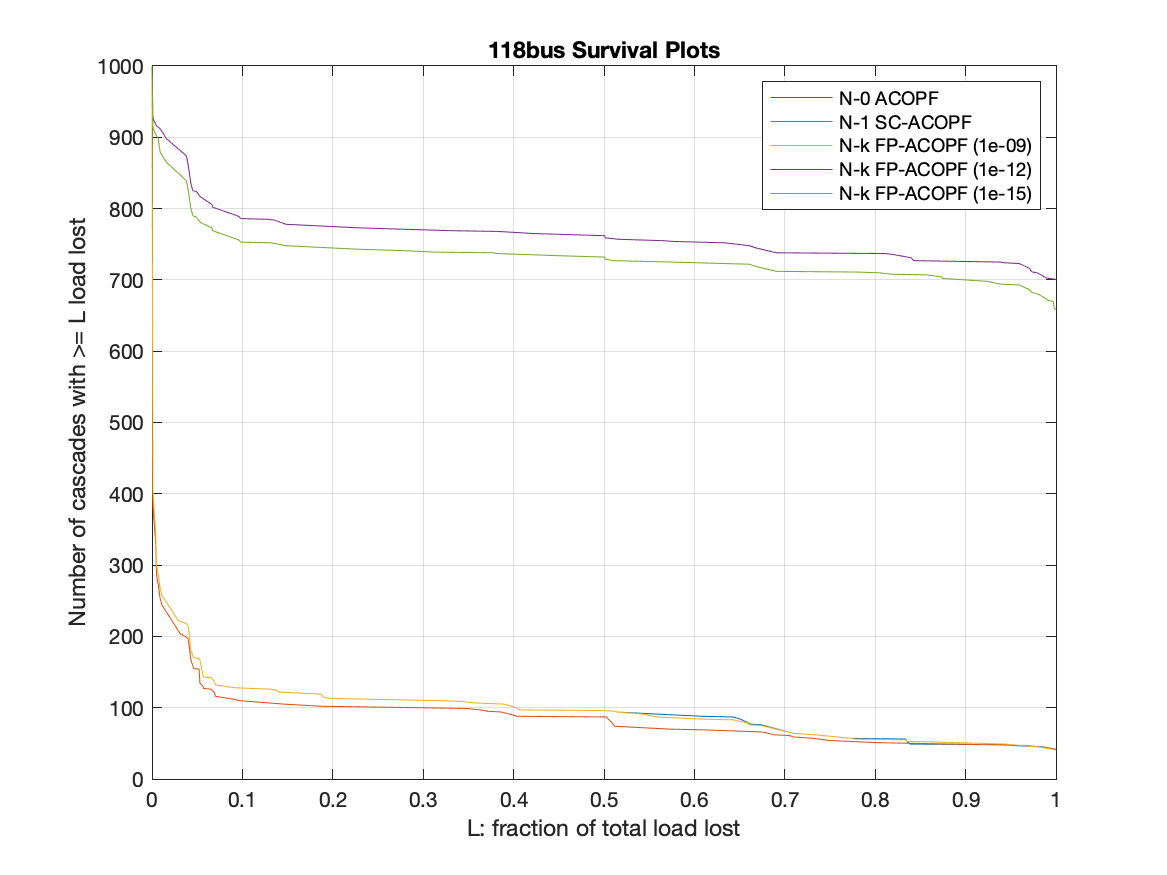 118bus Survival Plots
N-0 ACOPF
N-1 SC-ACOPF
N-k FP-ACOPF (1e-09)
N-k FP-ACOPF (1e-12)
N-k FP-ACOPF (1e-15)
Number of cascades with >= L load lost
1000
900
800
700
600
500
400
300
200
100
0
0 0.1 0.2 0.3 0.4 0.5 0.6 0.7 0.8 0.9 1
L: fraction of total load lost